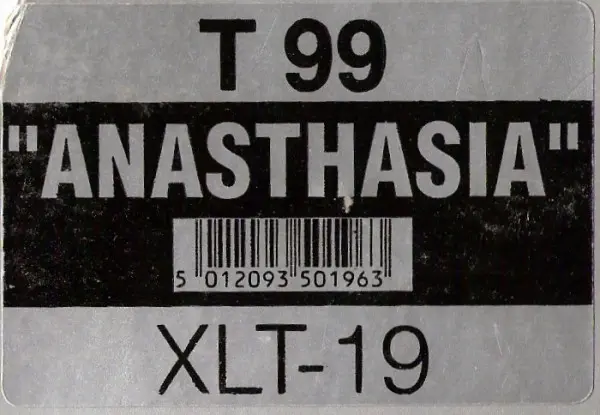 T 99
"ANASTHASIA"
5 012093 501963
XLT-19